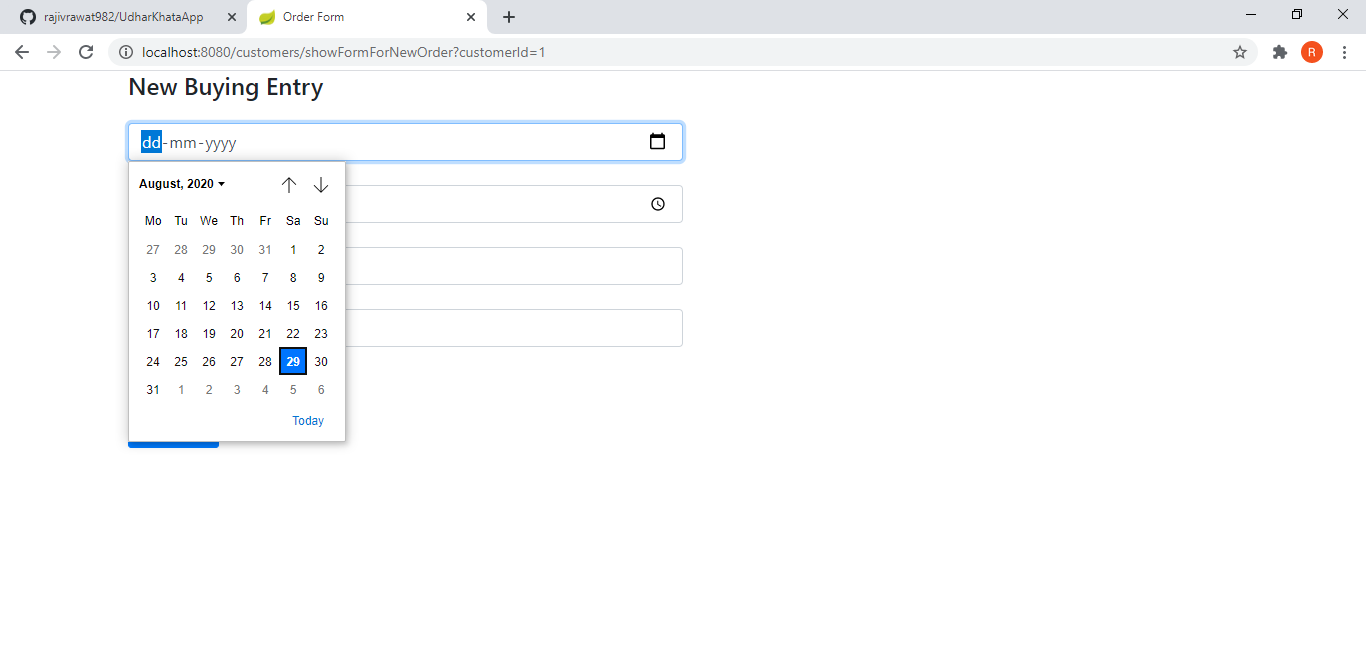 rajivrawat982/UdharKhataApp
Order Form
localhost:8080/customers/showFormForNewOrder?customerId=1
R
New Buying Entry
dd-mm-yyyy
August, 2020
Mo Tu We Th Fr Sa Su
27 28 29 30 31 1 2
3 4 5 6 7 8 9
10 11 12 13 14 15 16
17 18 19 20 21 22 23
24 25 26 27 28 29 30
31 1 2 3 4 5 6
Today